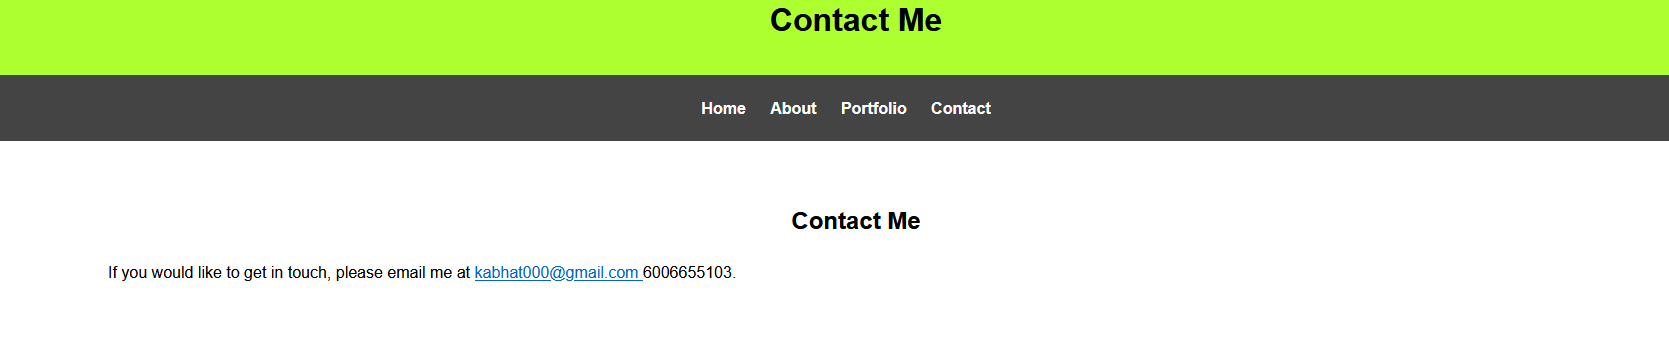 Contact Me
Home About Portfolio Contact
Contact Me
If you would like to get in touch, please email me at kabhat000@gmail.com 6006655103.